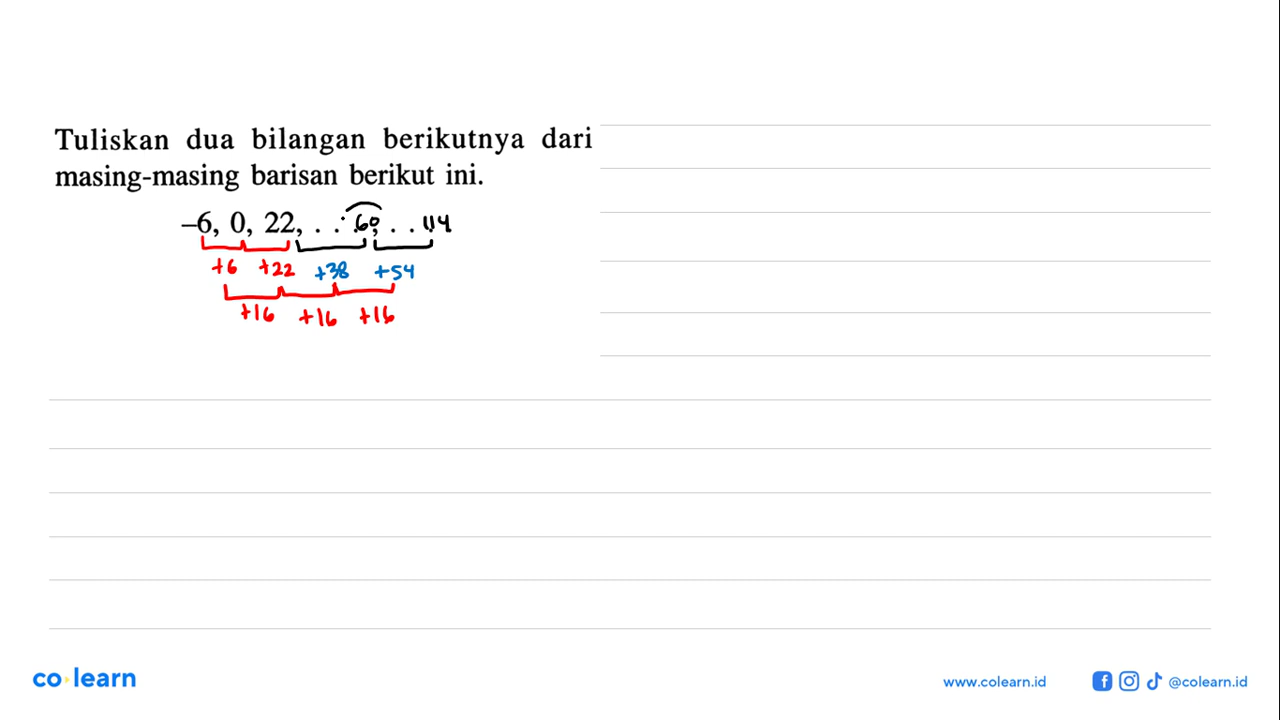 Tuliskan dua bilangan berikutnya dari
masing-masing barisan berikut ini.
–6, 0, 22, . . . 60, . . . 114
+6 +22 +38 +54
+16 +16 +16
co learn
www.colearn.id @colearn.id